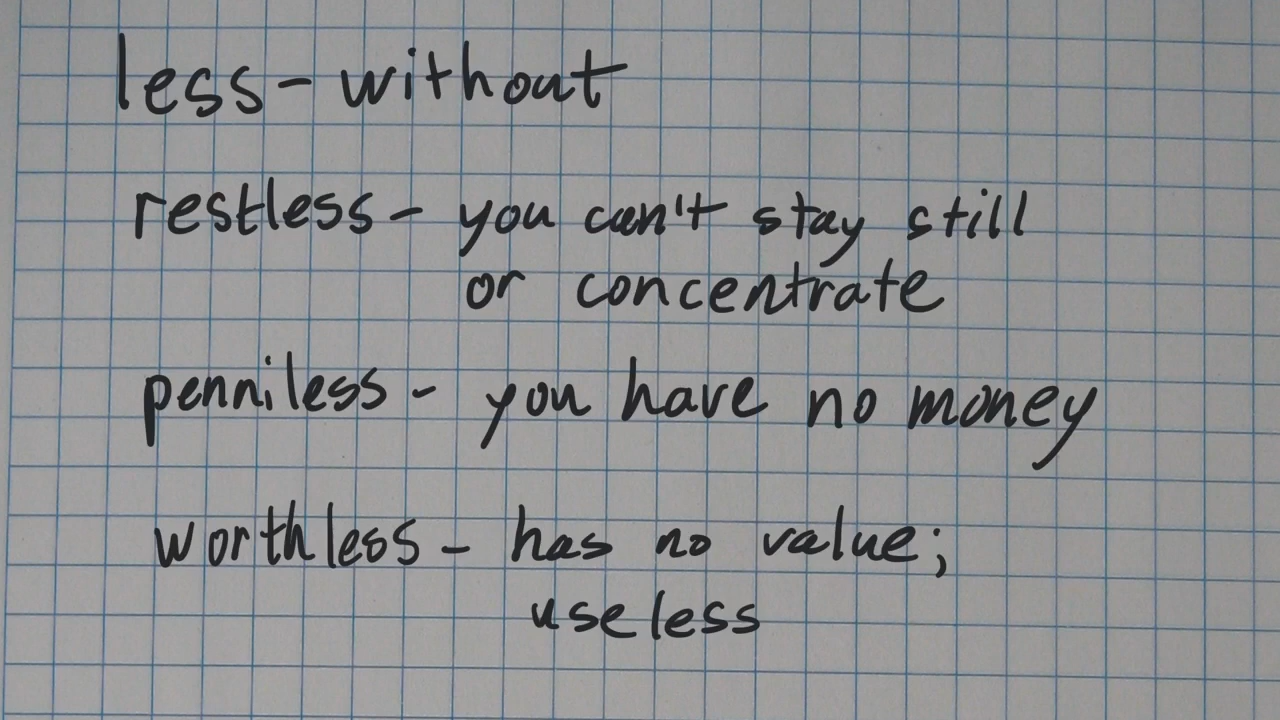 less - without
restless - you can't stay still
or concentrate
penniless - you have no money
worthless - has no value;
useless